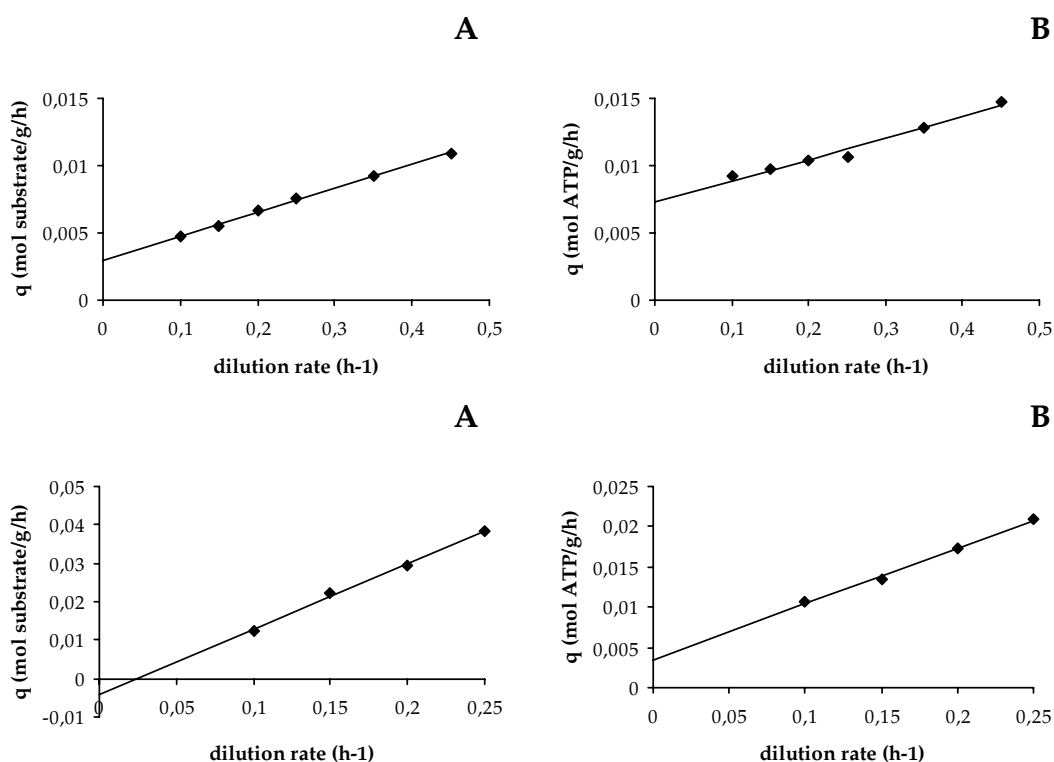 A
q (mol substrate/g/h)
0,015
0,01
0,005
0
0 0,1 0,2 0,3 0,4 0,5
dilution rate (h-1)
B
q (mol ATP/g/h)
0,015
0,01
0,005
0
0 0,1 0,2 0,3 0,4 0,5
dilution rate (h-1)
A
q (mol substrate/g/h)
0,05
0,04
0,03
0,02
0,01
0
-0,01
0 0,05 0,1 0,15 0,2 0,25
dilution rate (h-1)
B
q (mol ATP/g/h)
0,025
0,02
0,015
0,01
0,005
0
0 0,05 0,1 0,15 0,2 0,25
dilution rate (h-1)